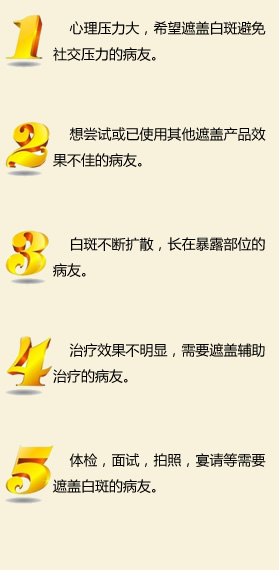 1 心理压力大，希望遮盖白斑避免
社交压力的病友。
2 想尝试或已使用其他遮盖产品效
果不佳的病友。
3 白斑不断扩散，长在暴露部位的
病友。
4 治疗效果不明显，需要遮盖辅助
治疗的病友。
5 体检，面试，拍照，宴请等需要
遮盖白斑的病友。